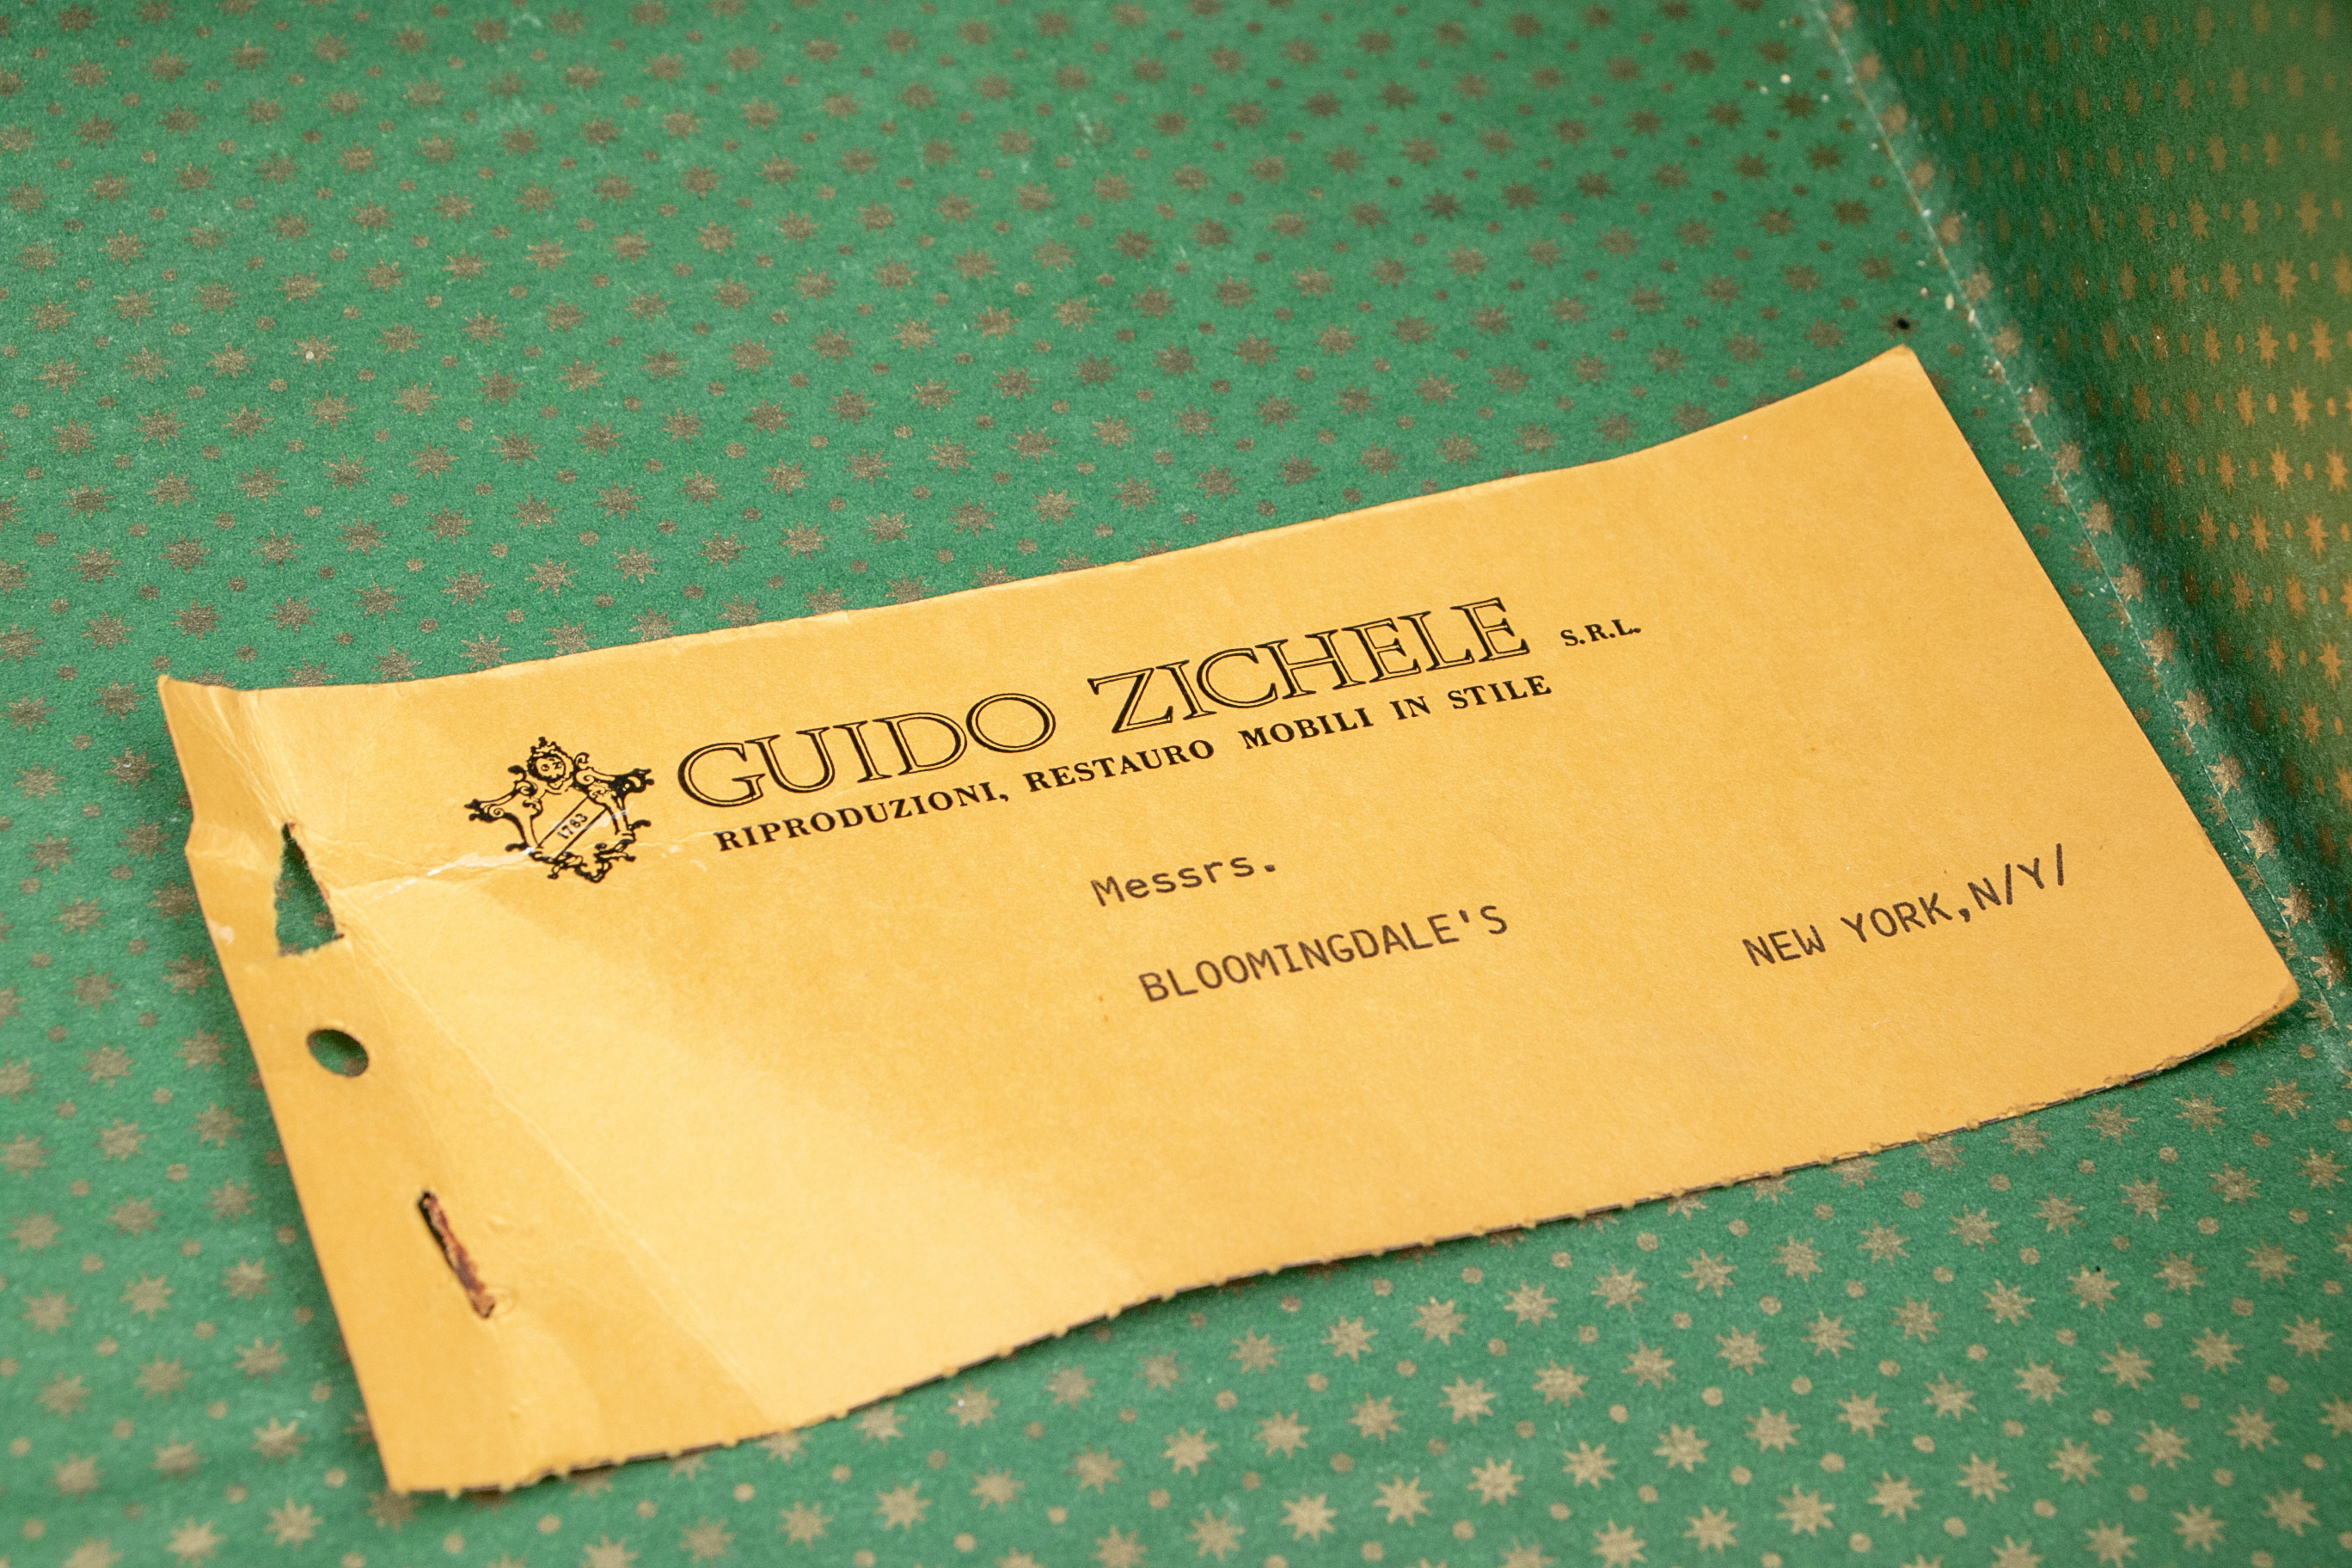 GUIDO ZICHELE S.R.L.
RIPRODUZIONI, RESTAURO MOBILI IN STILE
1783
Messrs.
BLOOMINGDALE'S NEW YORK,N/Y/